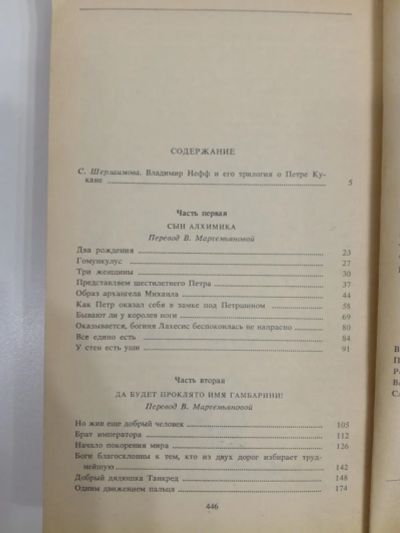 СОДЕРЖАНИЕ
С. Шерлаимова. Владимир Нефф и его трилогия о Петре Ку-
кане 5
Часть первая
СЫН АЛХИМИКА
Перевод В. Мартемьяновой
Два рождения 23
Гомункулус 27
Три женщины 30
Представляем шестилетнего Петра 37
Образ архангела Михаила 44
Как Петр оказал себя в замке под Петршином 58
Бывают ли у королев ноги 69
Оказывается, богиня Лахесис беспокоилась не напрасно 80
Все едино есть 84
У стен есть уши 91
Часть вторая
ДА БУДЕТ ПРОКЛЯТО ИМЯ ГАМБАРИНИ!
Перевод В. Мартемьяновой
Но жив еще добрый человек 105
Брат императора 112
Начало покорения мира 126
Боги благосклонны к тем, кто из двух дорог избирает труд-
нейшую 142
Добрый дядюшка Танкред 148
Одним движением пальца 174
446